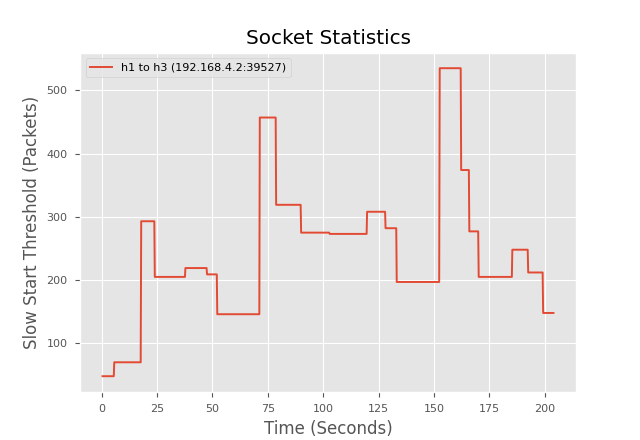 Socket Statistics
h1 to h3 (192.168.4.2:39527)
Slow Start Threshold (Packets)
500
400
300
200
100
0 25 50 75 100 125 150 175 200
Time (Seconds)